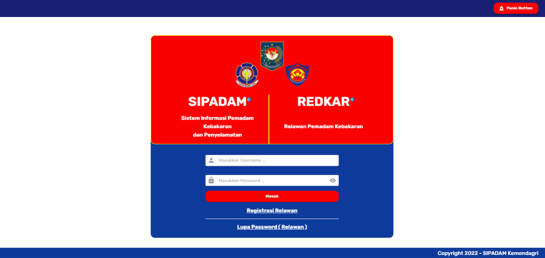 Panic Button
SIPADAM
REDKAR
Sistem Informasi Pemadam
Kebakaran
dan Penyelamatan
Relawan Pemadam Kebakaran
Masukkan Username ...
Masukkan Password ...
Masuk
Registrasi Relawan
Lupa Password ( Relawan )
Copyright 2022 - SIPADAM Kemendagri